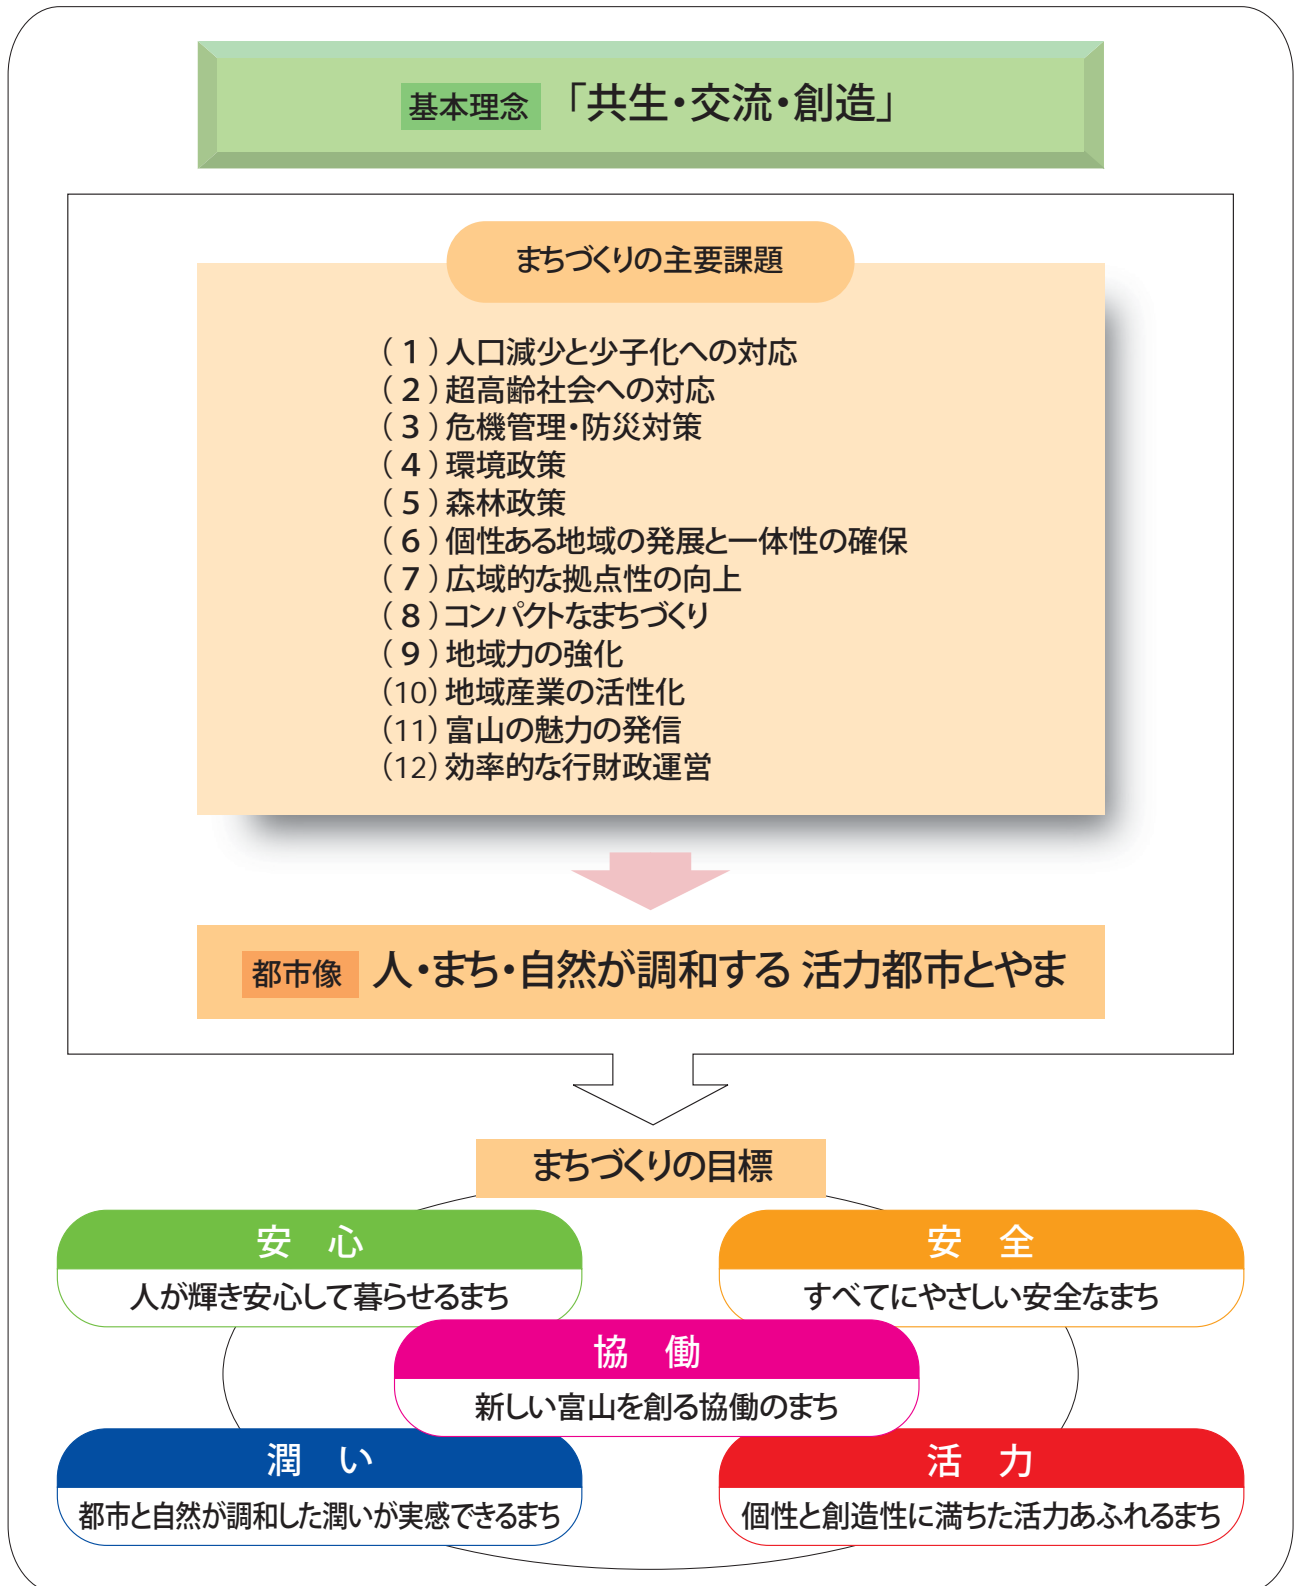 基本理念 「共生・交流・創造」
まちづくりの主要課題
(1)人口減少と少子化への対応
(2)超高齢社会への対応
(3)危機管理・防災対策
(4)環境政策
(5)森林政策
(6)個性ある地域の発展と一体性の確保
(7)広域的な拠点性の向上
(8)コンパクトなまちづくり
(9)地域力の強化
(10)地域産業の活性化
(11)富山の魅力の発信
(12)効率的な行財政運営
都市像 人・まち・自然が調和する 活力都市とやま
まちづくりの目標
安 心
人が輝き安心して暮らせるまち
安 全
すべてにやさしい安全なまち
協 働
新しい富山を創る協働のまち
潤 い
都市と自然が調和した潤いが実感できるまち
活 力
個性と創造性に満ちた活力あふれるまち